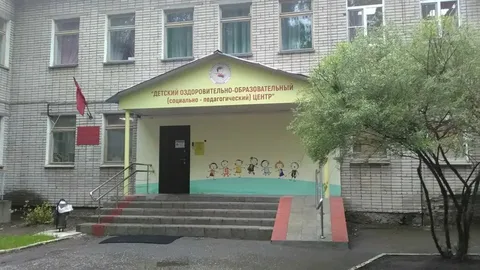 "ДЕТСКИЙ ОЗДОРОВИТЕЛЬНО-ОБРАЗОВАТЕЛЬНЫЙ
(социально - педагогический) ЦЕНТР"